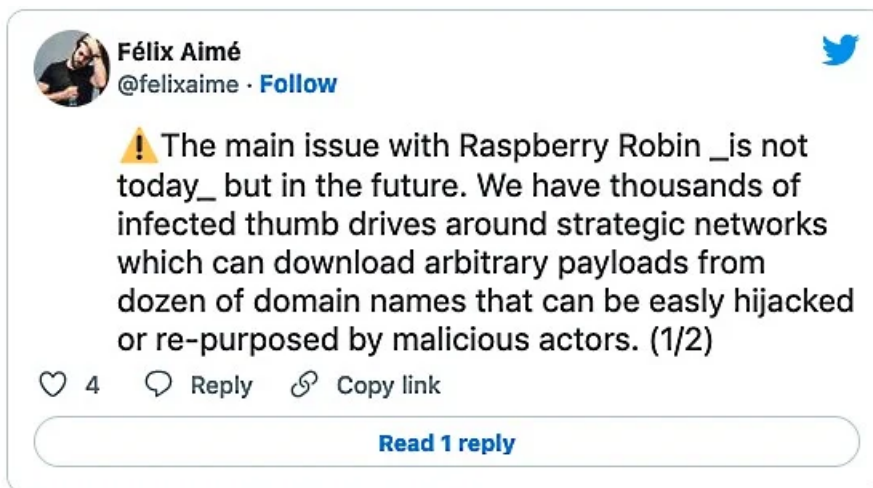 Félix Aimé
@felixaime · Follow
⚠️The main issue with Raspberry Robin _is not
today_ but in the future. We have thousands of
infected thumb drives around strategic networks
which can download arbitrary payloads from
dozen of domain names that can be easly hijacked
or re-purposed by malicious actors. (1/2)
4 Reply Copy link
Read 1 reply